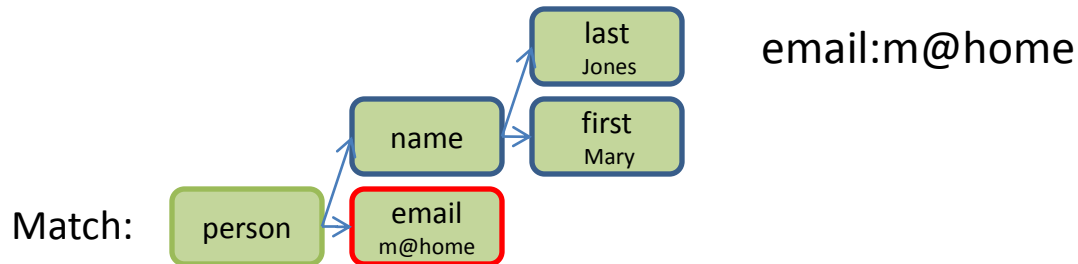 last
Jones
email:m@home
name
first
Mary
Match:
person
email
m@home